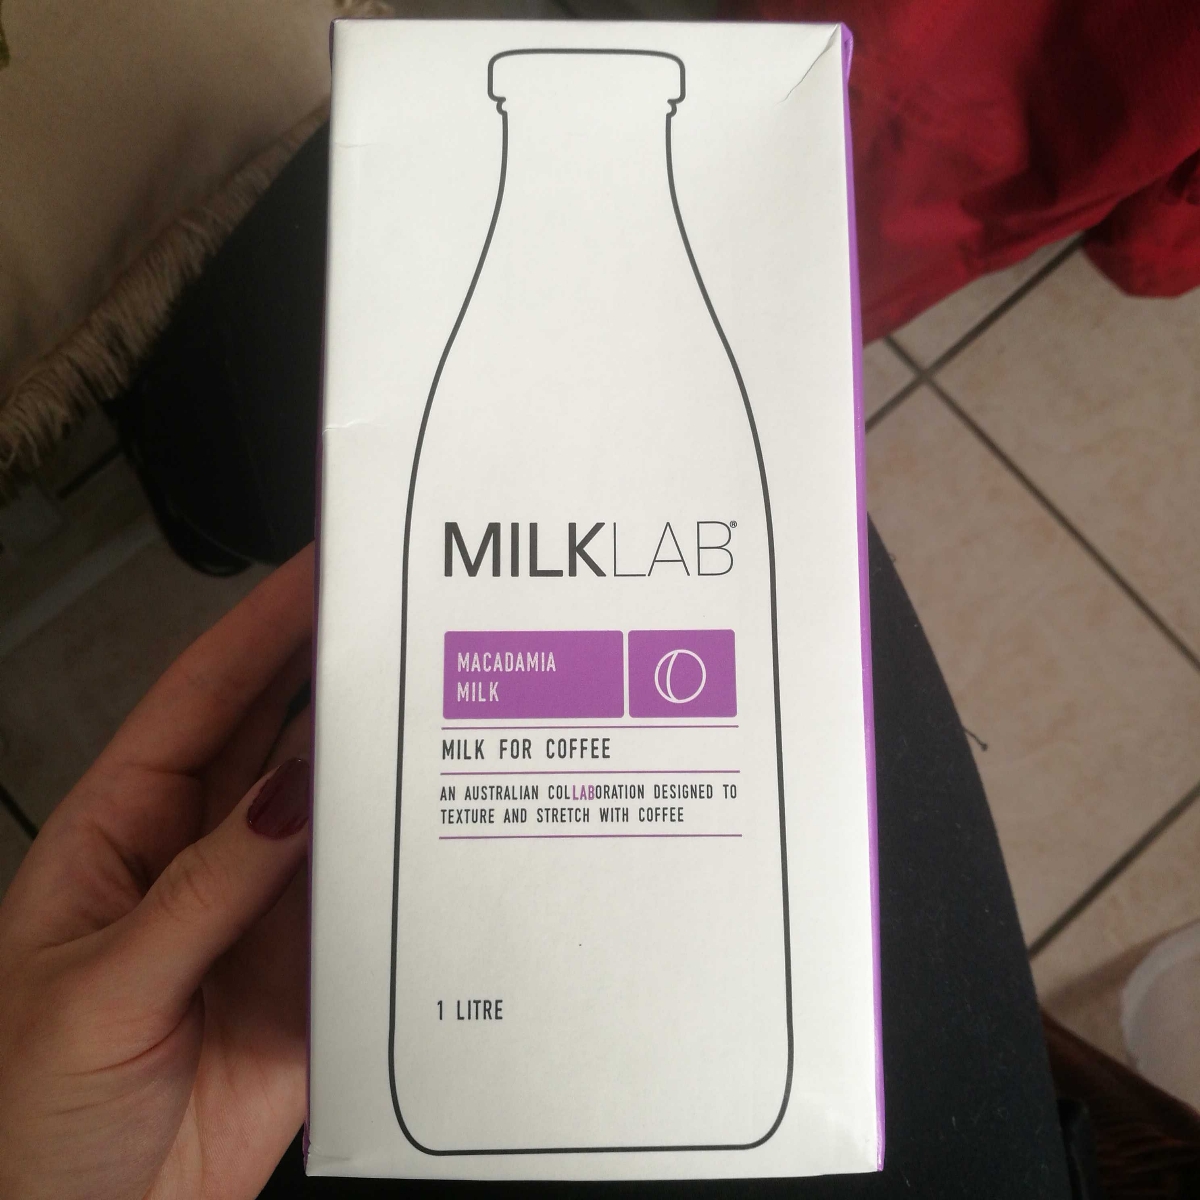 MILKLAB®
MACADAMIA
MILK
MILK FOR COFFEE
AN AUSTRALIAN COLLABORATION DESIGNED TO
TEXTURE AND STRETCH WITH COFFEE
1 LITRE